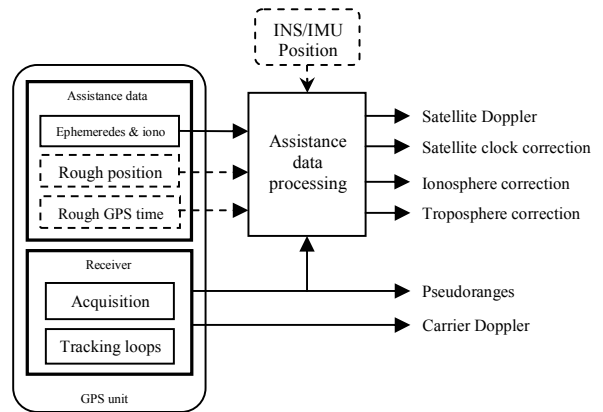 INS/IMU
Position
Assistance data
Ephemeredes & iono
Rough position
Rough GPS time
Assistance
data
processing
Satellite Doppler
Satellite clock correction
Ionosphere correction
Troposphere correction
Receiver
Acquisition
Tracking loops
Pseudoranges
Carrier Doppler
GPS unit